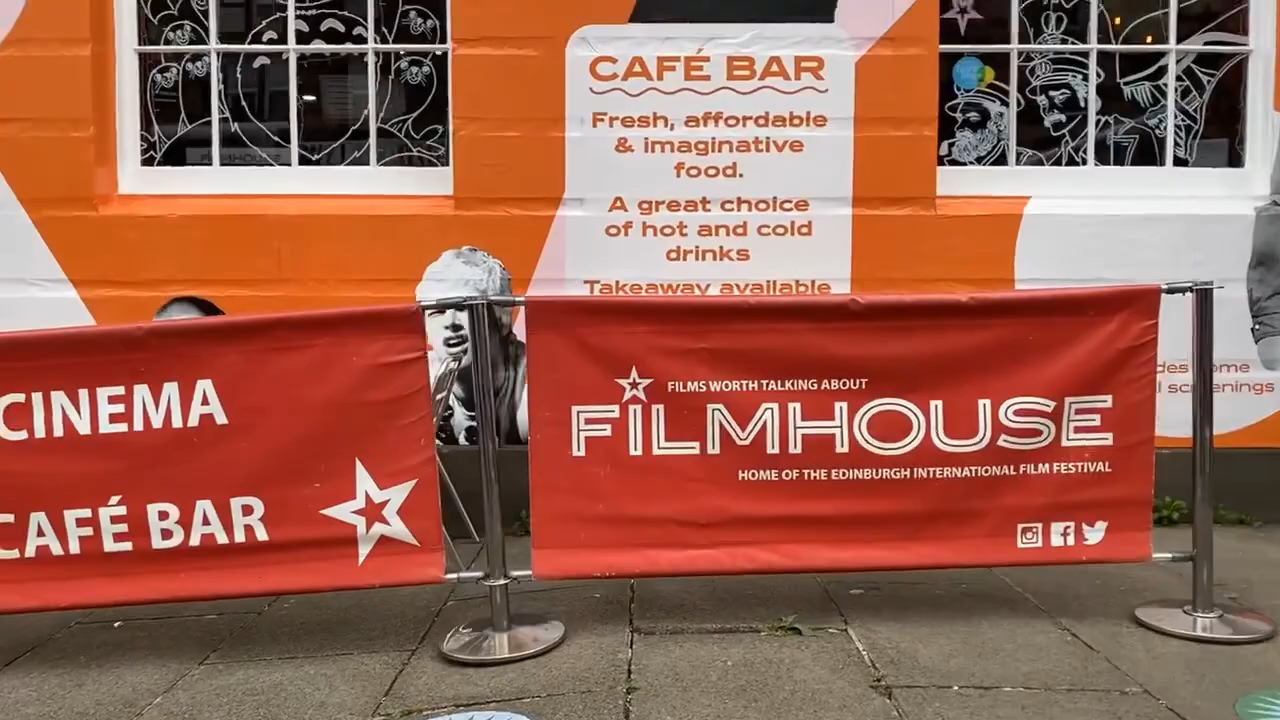 CAFÉ BAR
Fresh, affordable
& imaginative
food.
A great choice
of hot and cold
drinks
Takeaway available
CINEMA
CAFÉ BAR
FILMS WORTH TALKING ABOUT
FILMHOUSE
HOME OF THE EDINBURGH INTERNATIONAL FILM FESTIVAL
FILMHOUSE